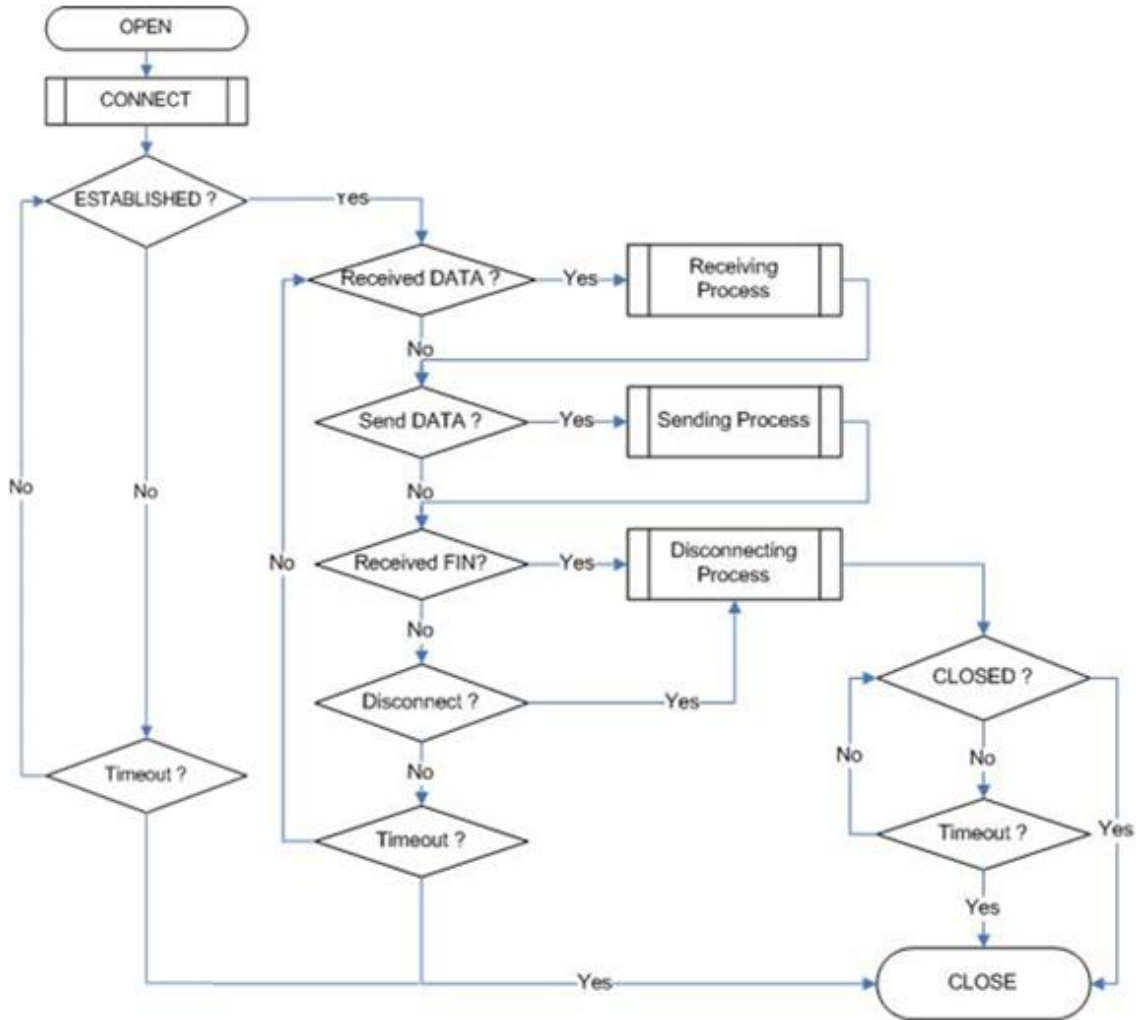 OPEN
CONNECT
ESTABLISHED ?
Yes
Received DATA ?
Yes
Receiving
Process
No
Send DATA ?
Yes
Sending Process
No
No
No
Received FIN?
Yes
Disconnecting
Process
No
No
CLOSED ?
Disconnect ?
Yes
No
No
No
Timeout ?
Timeout ?
Timeout ?
Yes
Yes
Yes
CLOSE